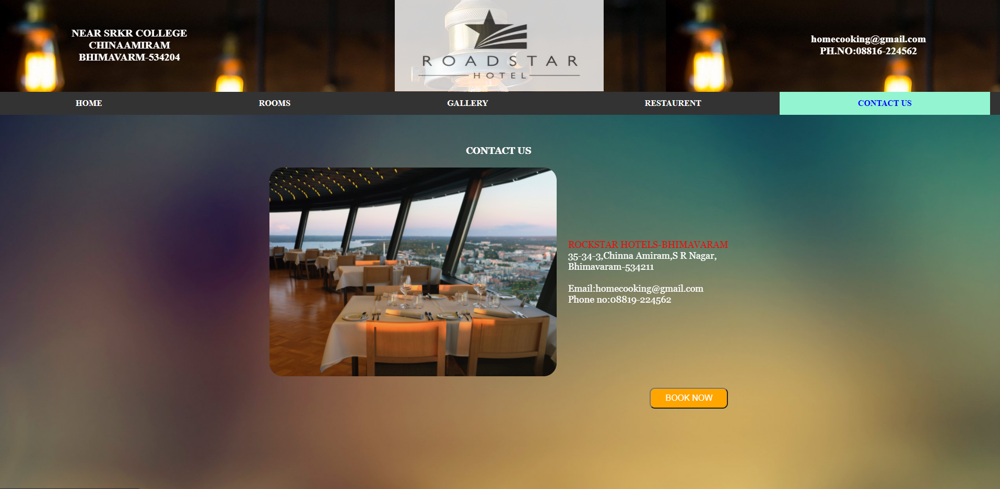 NEAR SRKR COLLEGE
CHINAAMIRAM
BHIMAVARM-534204
ROADSTAR
HOTEL
homecooking@gmail.com
PH.NO:08816-224562
HOME
ROOMS
GALLERY
RESTAURENT
CONTACT US
CONTACT US
ROCKSTAR HOTELS-BHIMAVARAM
35-34-3,Chinna Amiram,S R Nagar,
Bhimavaram-534211
Email:homecooking@gmail.com
Phone no:08819-224562
BOOK NOW